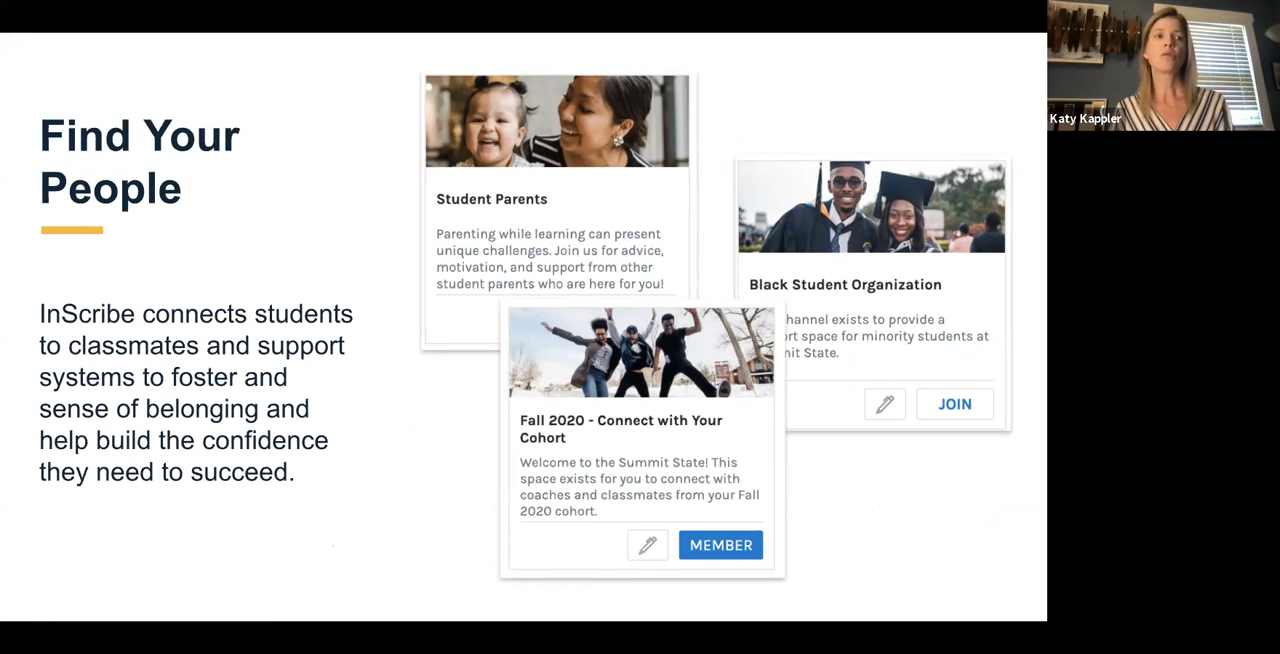 Find Your
People
InScribe connects students
to classmates and support
systems to foster and
sense of belonging and
help build the confidence
they need to succeed.
Student Parents
Parenting while learning can present
unique challenges. Join us for advice,
motivation, and support from other
student parents who are here for you!
Black Student Organization
hannel exists to provide a
ort space for minority students at
it State.
JOIN
Fall 2020 - Connect with Your
Cohort
Welcome to the Summit State! This
space exists for you to connect with
coaches and classmates from your Fall
2020 cohort.
MEMBER
Katy Kappler